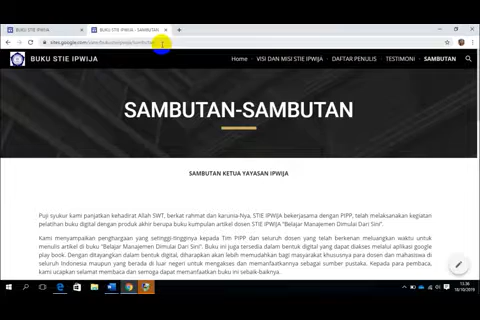 BUKU STIE IPWIJA
BUKU STIE IPWIJA - SAMBUTAN
BUKU STIE IPWIJA
Home
VISI DAN MISI STIE IPWIJA
DAFTAR PENULIS
TESTIMONI
SAMBUTAN
SAMBUTAN-SAMBUTAN
SAMBUTAN KETUA YAYASAN IPWIJA
Puji syukur kami panjatkan kehadirat Allah SWT, berkat rahmat dan karunia-Nya, STIE IPWIJA bekerjasama dengan PIPP, telah melaksanakan kegiatan
pelatihan buku digital dengan produk akhir berupa buku kumpulan artikel dosen STIE IPWIJA "Belajar Manajemen Dimulai Dari Sini".
Kami menyampaikan penghargaan yang setinggi-tingginya kepada Tim PIPP dan seluruh dosen yang telah berkenan meluangkan waktu untuk
menulis artikel di buku "Belajar Manajemen Dimulai Dari Sini". Buku ini juga tersedia dalam bentuk digital yang dapat diakses melalui aplikasi google
play book. Dengan ditayangkan dalam bentuk digital, diharapkan akan lebih memudahkan bagi masyarakat khususnya para dosen dan mahasiswa di
seluruh Indonesia maupun yang berada di luar negeri untuk mengakses dan memanfaatkannya sebagai sumber pustaka. Kepada para pembaca,
kami ucapkan selamat membaca dan semoga dapat memanfaatkan buku ini sebaik-baiknya.
13.36
18/10/2019